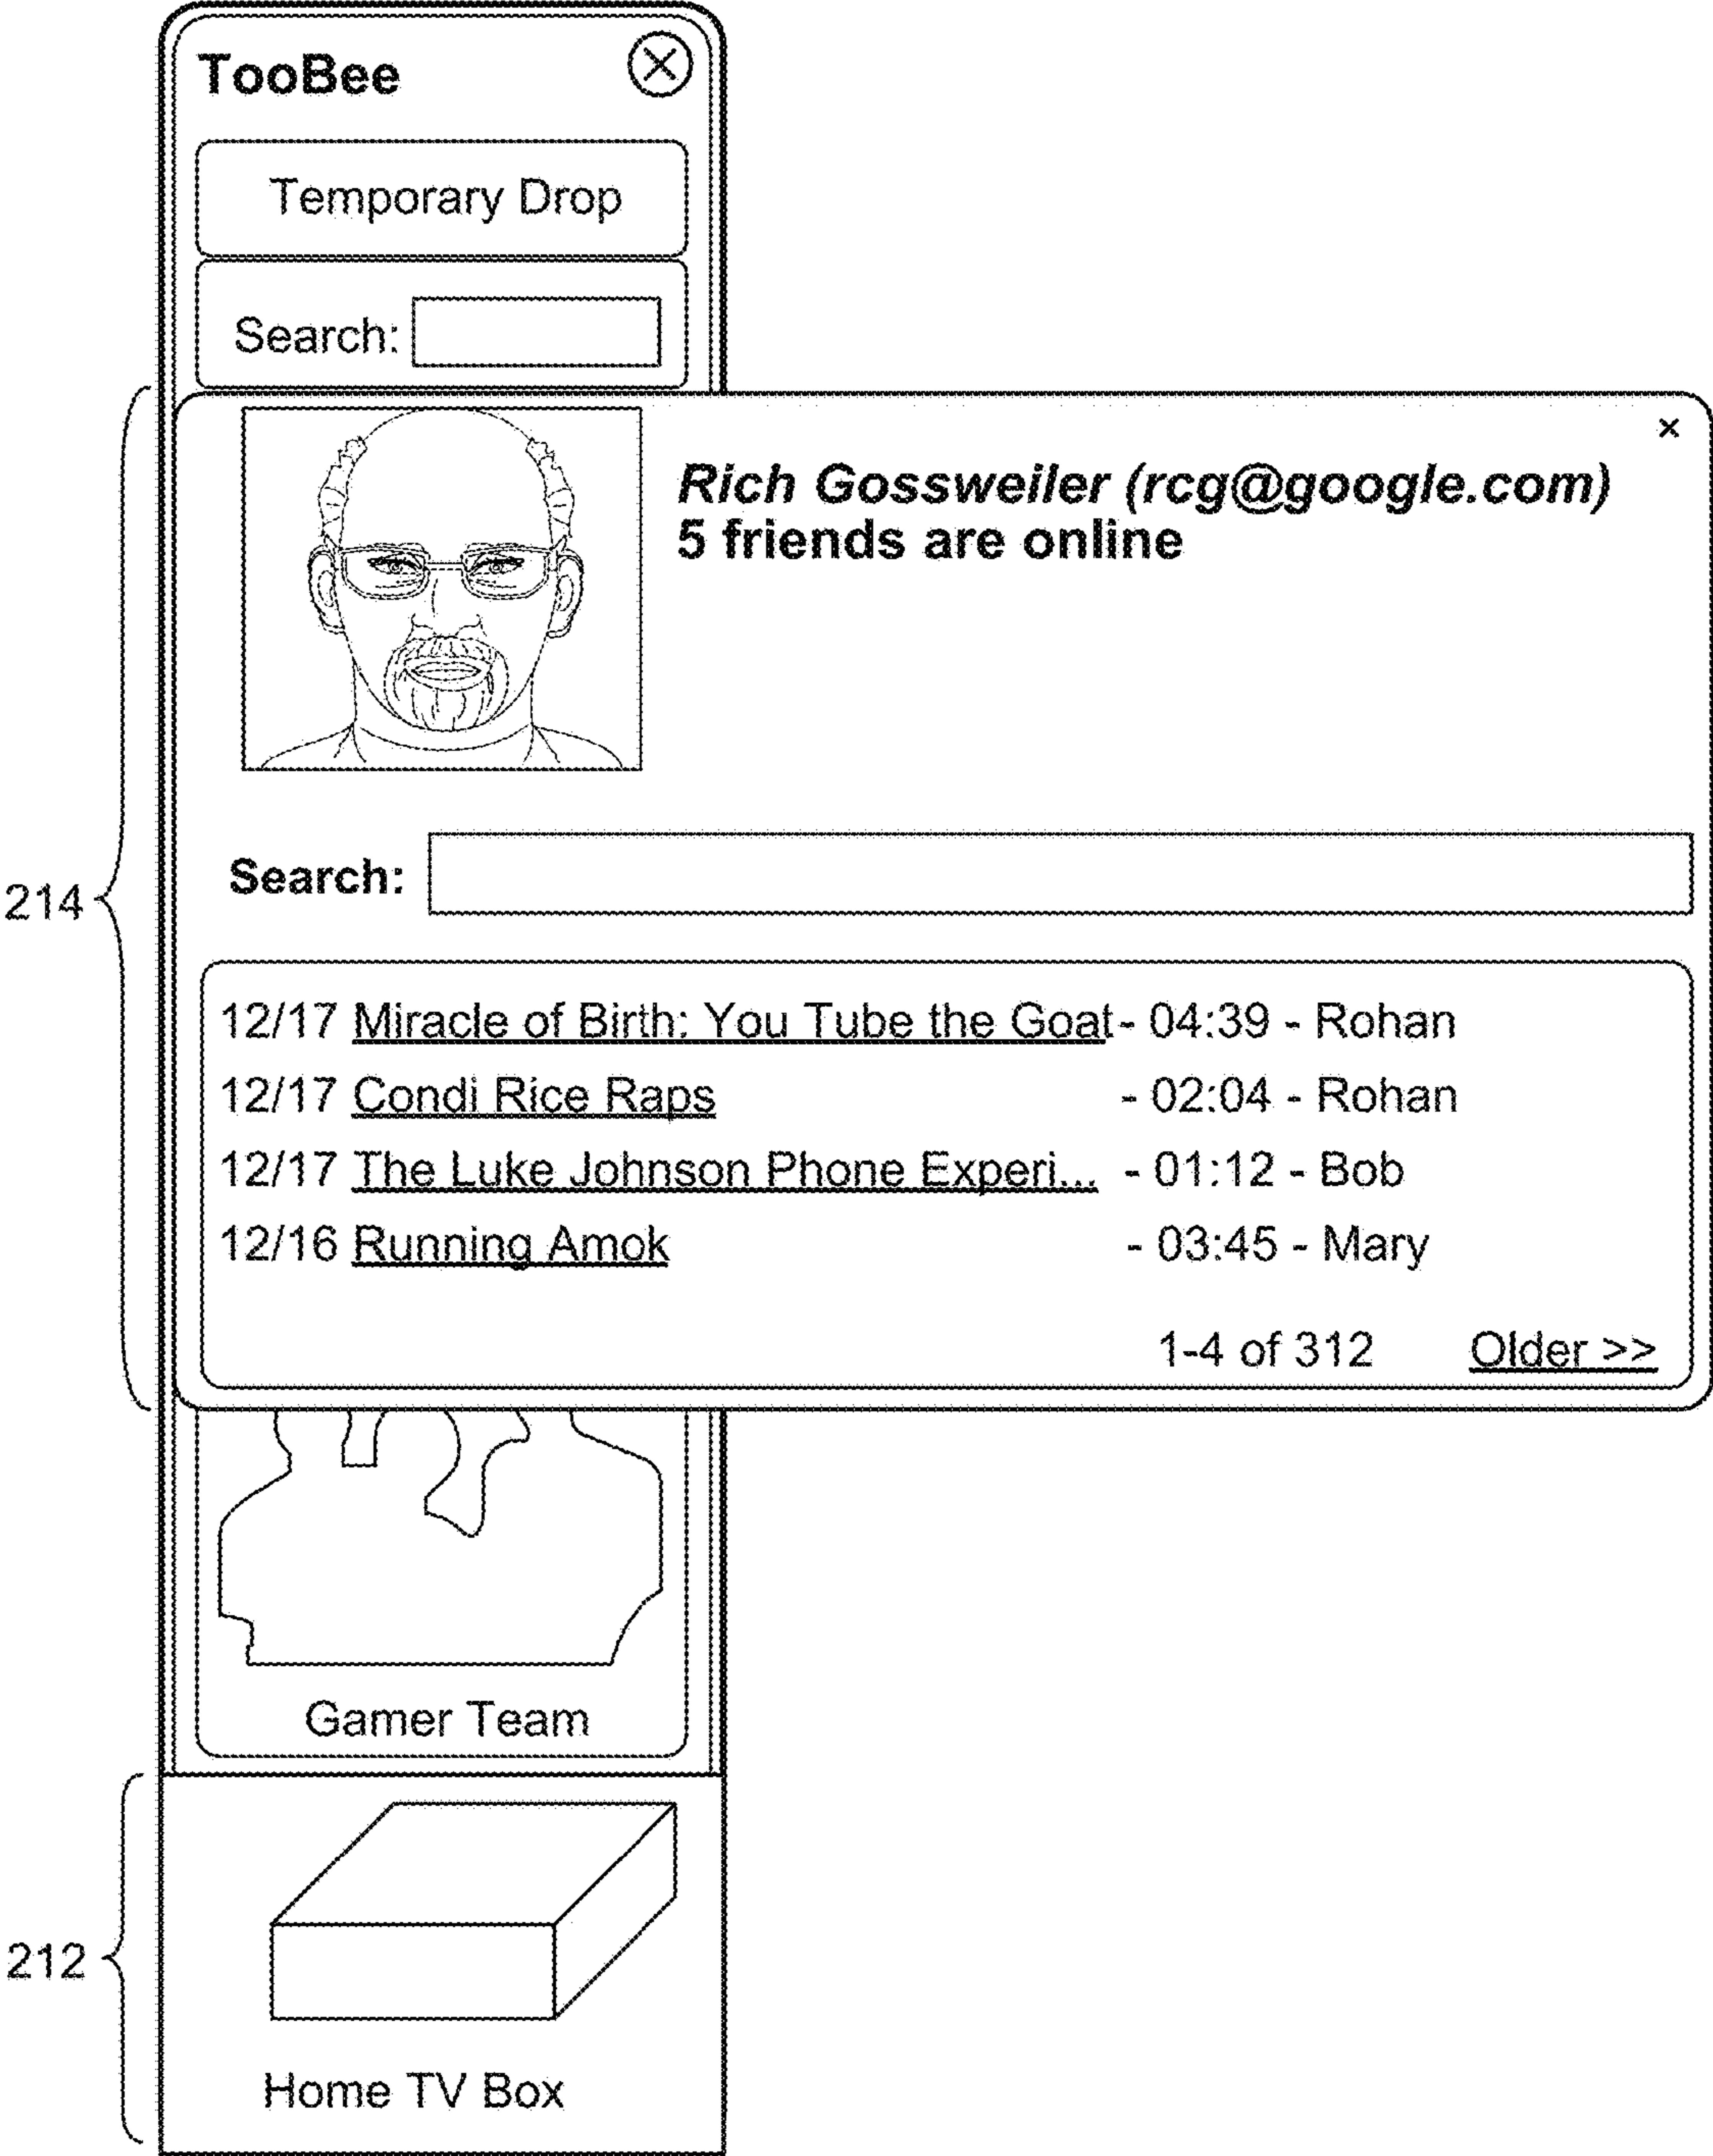 TooBee
Temporary Drop
Search:
Rich Gossweiler (rcg@google.com)
5 friends are online
Search:
12/17 Miracle of Birth: You Tube the Goat - 04:39 - Rohan
12/17 Condi Rice Raps - 02:04 - Rohan
12/17 The Luke Johnson Phone Experi... - 01:12 - Bob
12/16 Running Amok - 03:45 - Mary
1-4 of 312 Older >>
214
Gamer Team
212
Home TV Box